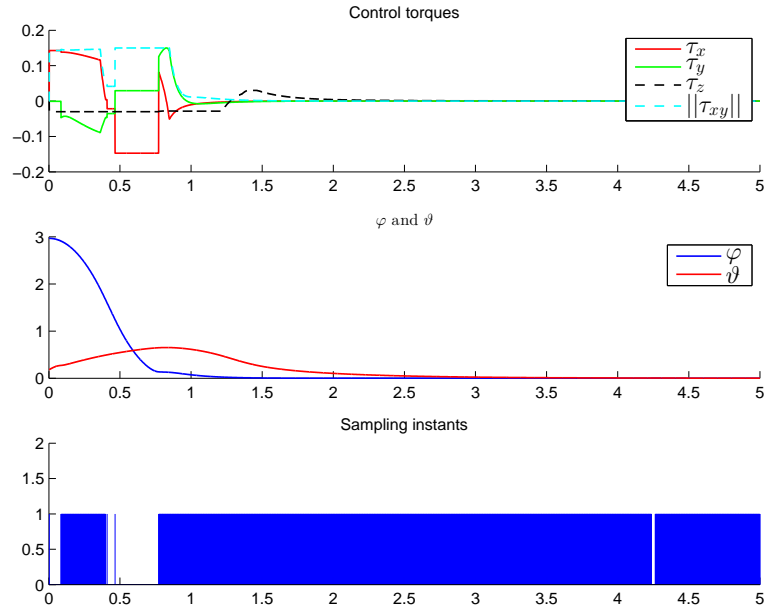 Control torques
0.2
0.1
0
−0.1
−0.2
τx
τy
τz
||τxy||
0 0.5 1 1.5 2 2.5 3 3.5 4 4.5 5
φ and ϑ
3
2
1
0
φ
ϑ
0 0.5 1 1.5 2 2.5 3 3.5 4 4.5 5
Sampling instants
2
1.5
1
0.5
0
0 0.5 1 1.5 2 2.5 3 3.5 4 4.5 5